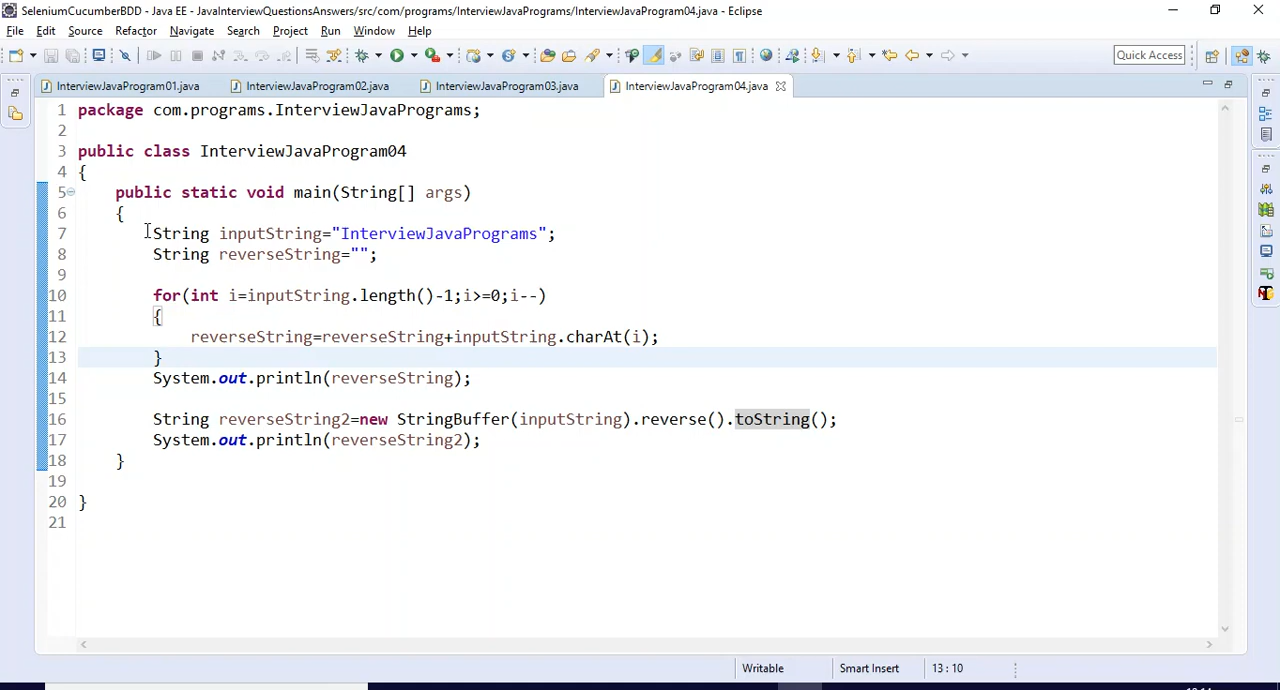 SeleniumCucumberBDD - Java EE - JavaInterviewQuestionsAnswers/src/com/programs/InterviewJavaPrograms/InterviewJavaProgram04.java - Eclipse
File Edit Source Refactor Navigate Search Project Run Window Help
Quick Access
InterviewJavaProgram01.java InterviewJavaProgram02.java InterviewJavaProgram03.java InterviewJavaProgram04.java
1 package com.programs.InterviewJavaPrograms;
2
3 public class InterviewJavaProgram04
4 {
5 public static void main(String[] args)
6 {
7 String inputString="InterviewJavaPrograms";
8 String reverseString="";
9
10 for(int i=inputString.length()-1;i>=0;i--)
11 {
12 reverseString=reverseString+inputString.charAt(i);
13 }
14 System.out.println(reverseString);
15
16 String reverseString2=new StringBuffer(inputString).reverse().toString();
17 System.out.println(reverseString2);
18 }
19
20 }
21
Writable Smart Insert 13 : 10